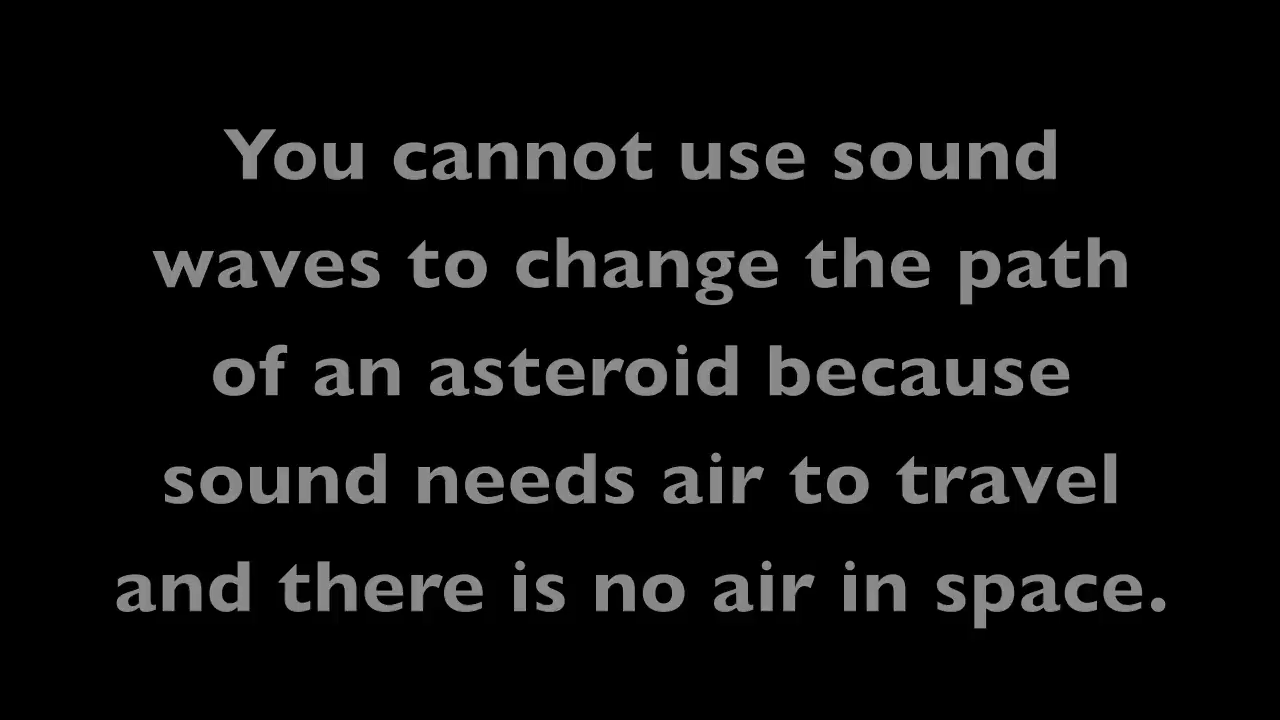 You cannot use sound
waves to change the path
of an asteroid because
sound needs air to travel
and there is no air in space.